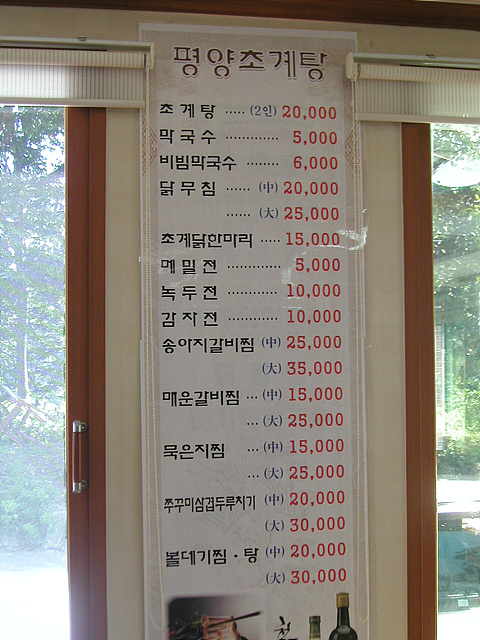 평양초계탕
초계탕 ..... (2인) 20,000
막국수 ............. 5,000
비빔막국수 ........ 6,000
닭무침 ...... (中) 20,000
...... (大) 25,000
초계닭한마리 ..... 15,000
메밀전 ............. 5,000
녹두전 ............ 10,000
감자전 ............ 10,000
송아지갈비찜 (中) 25,000
(大) 35,000
매운갈비찜 ... (中) 15,000
... (大) 25,000
묵은지찜 ... (中) 15,000
... (大) 25,000
쭈꾸미삼겹두루치기 (中) 20,000
(大) 30,000
볼데기찜·탕 (中) 20,000
(大) 30,000